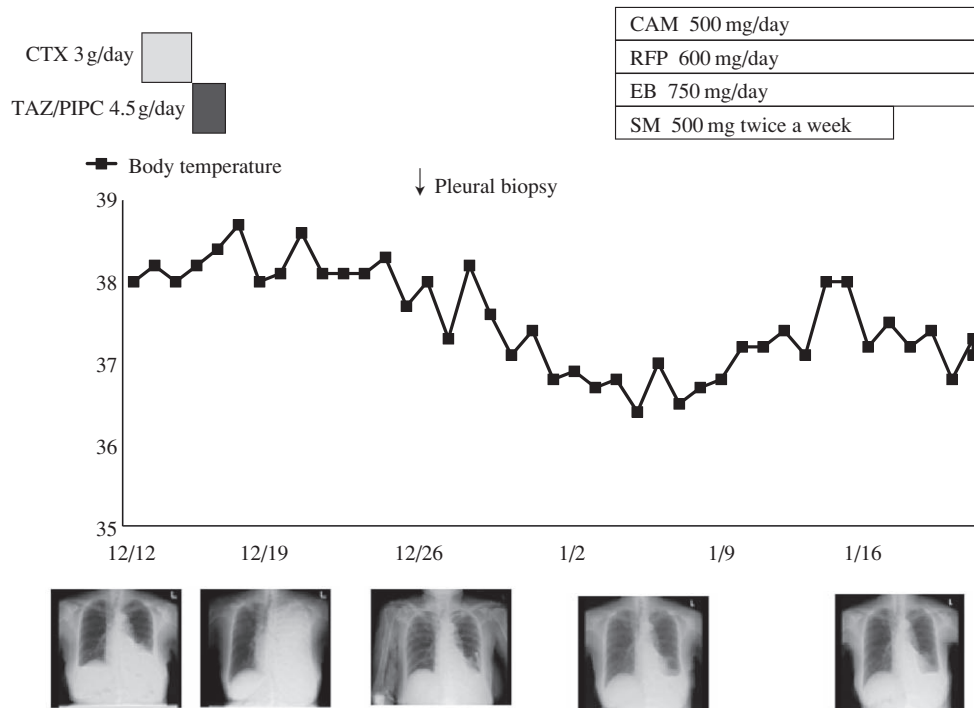 CTX 3 g/day
TAZ/PIPC 4.5 g/day
CAM 500 mg/day
RFP 600 mg/day
EB 750 mg/day
SM 500 mg twice a week
Body temperature
Pleural biopsy
39
38
37
36
35
12/12 12/19 12/26 1/2 1/9 1/16
L L L L L